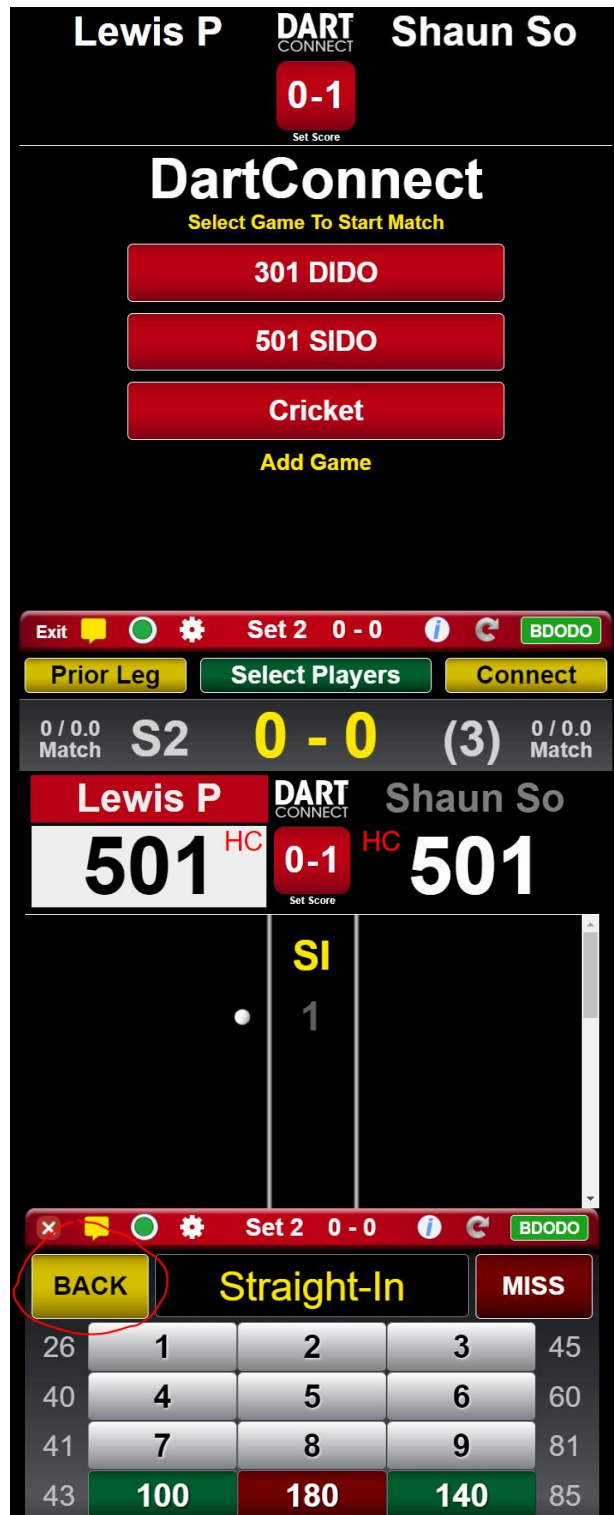 Lewis P DART CONNECT Shaun So
0-1
Set Score
DartConnect
Select Game To Start Match
301 DIDO
501 SIDO
Cricket
Add Game
Exit Set 2 0 - 0 i BDODO
Prior Leg Select Players Connect
0 / 0.0 Match S2 0 - 0 (3) 0 / 0.0 Match
Lewis P DART CONNECT Shaun So
501 HC 0-1 HC 501
Set Score
SI
1
x Set 2 0 - 0 i BDODO
BACK Straight-In MISS
26 1 2 3 45
40 4 5 6 60
41 7 8 9 81
43 100 180 140 85